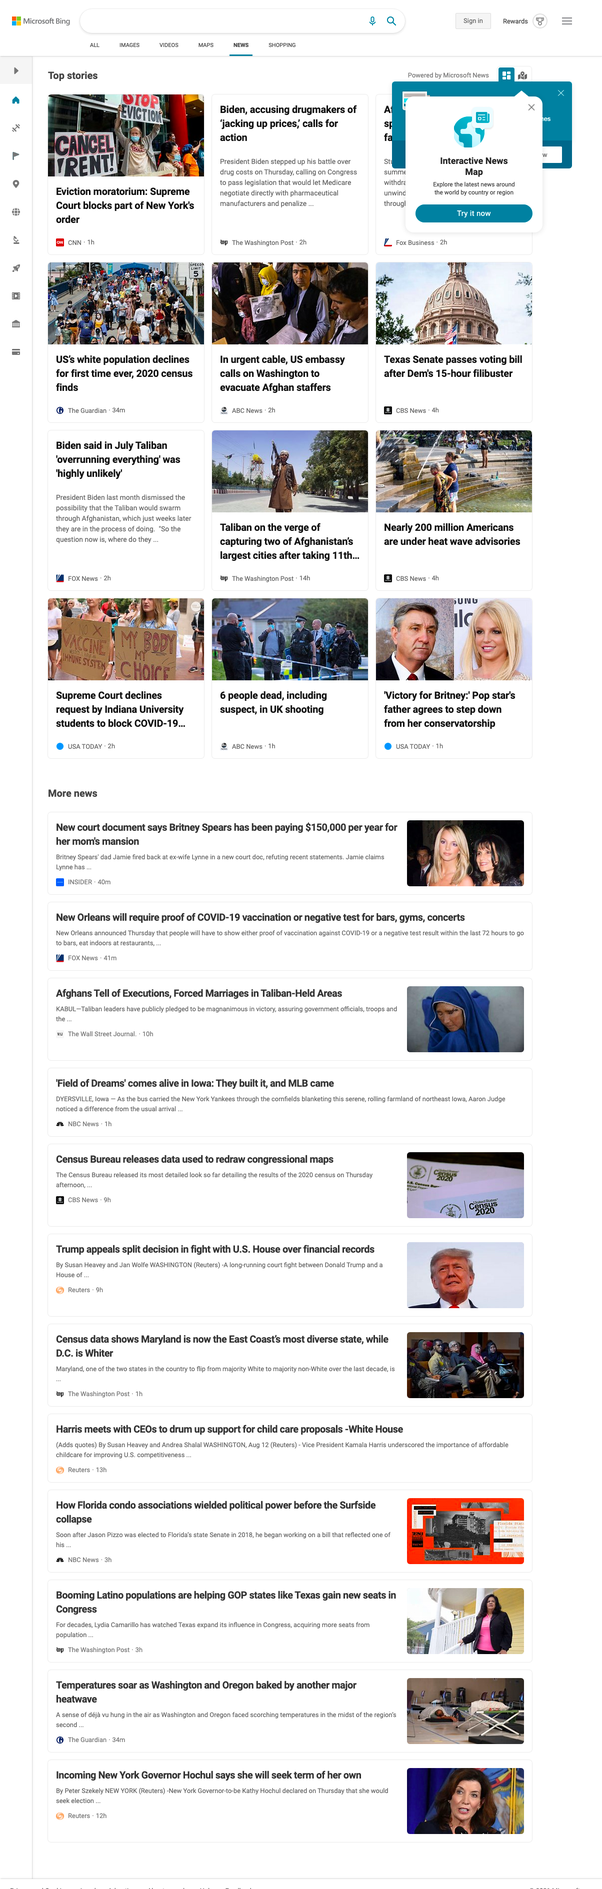 Microsoft Bing
Sign in
Rewards
ALL
IMAGES
VIDEOS
MAPS
NEWS
SHOPPING
Top stories
Powered by Microsoft News
Interactive News
Map
Explore the latest news around
the world by country or region
Try it now
STOP
EVICTION
CANCEL
RENT!
Eviction moratorium: Supreme
Court blocks part of New York's
order
CNN · 1h
Biden, accusing drugmakers of
'jacking up prices,' calls for
action
President Biden stepped up his battle over
drug costs on Thursday, calling on Congress
to pass legislation that would let Medicare
negotiate directly with pharmaceutical
manufacturers and penalize ...
The Washington Post · 2h
Fox Business · 2h
US's white population declines
for first time ever, 2020 census
finds
The Guardian · 34m
In urgent cable, US embassy
calls on Washington to
evacuate Afghan staffers
ABC News · 2h
Texas Senate passes voting bill
after Dem's 15-hour filibuster
CBS News · 4h
Biden said in July Taliban
'overrunning everything' was
'highly unlikely'
President Biden last month dismissed the
possibility that the Taliban would swarm
through Afghanistan, which just weeks later
they are in the process of doing. "So the
question now is, where do they ...
FOX News · 2h
Taliban on the verge of
capturing two of Afghanistan's
largest cities after taking 11th...
The Washington Post · 14h
Nearly 200 million Americans
are under heat wave advisories
CBS News · 4h
VACCINE
IMMUNE SYSTEM
MY BODY
MY
CHOICE
Supreme Court declines
request by Indiana University
students to block COVID-19...
USA TODAY · 2h
6 people dead, including
suspect, in UK shooting
ABC News · 1h
'Victory for Britney:' Pop star's
father agrees to step down
from her conservatorship
USA TODAY · 1h
More news
New court document says Britney Spears has been paying $150,000 per year for
her mom's mansion
Britney Spears' dad Jamie fired back at ex-wife Lynne in a new court doc, refuting recent statements. Jamie claims
Lynne has ...
INSIDER · 40m
New Orleans will require proof of COVID-19 vaccination or negative test for bars, gyms, concerts
New Orleans announced Thursday that people will have to show either proof of vaccination against COVID-19 or a negative test result within the last 72 hours to go
to bars, eat indoors at restaurants, ...
FOX News · 41m
Afghans Tell of Executions, Forced Marriages in Taliban-Held Areas
KABUL—Taliban leaders have publicly pledged to be magnanimous in victory, assuring government officials, troops and
the ...
The Wall Street Journal. · 10h
'Field of Dreams' comes alive in Iowa: They built it, and MLB came
DYERSVILLE, Iowa — As the bus carried the New York Yankees through the cornfields blanketing this serene, rolling farmland of northeast Iowa, Aaron Judge
noticed a difference from the usual arrival ...
NBC News · 1h
Census Bureau releases data used to redraw congressional maps
The Census Bureau released its most detailed look so far detailing the results of the 2020 census on Thursday
afternoon, ...
CBS News · 9h
Census
2020
Census
2020
Trump appeals split decision in fight with U.S. House over financial records
By Susan Heavey and Jan Wolfe WASHINGTON (Reuters) -A long-running court fight between Donald Trump and a
House of ...
Reuters · 9h
Census data shows Maryland is now the East Coast's most diverse state, while
D.C. is Whiter
Maryland, one of the two states in the country to flip from majority White to majority non-White over the last decade, is
...
The Washington Post · 1h
Harris meets with CEOs to drum up support for child care proposals -White House
(Adds quotes) By Susan Heavey and Andrea Shalal WASHINGTON, Aug 12 (Reuters) - Vice President Kamala Harris underscored the importance of affordable
childcare for improving U.S. competitiveness ...
Reuters · 13h
How Florida condo associations wielded political power before the Surfside
collapse
Soon after Jason Pizzo was elected to Florida's state Senate in 2018, he began working on a bill that reflected one of
his ...
NBC News · 3h
Booming Latino populations are helping GOP states like Texas gain new seats in
Congress
For decades, Lydia Camarillo has watched Texas expand its influence in Congress, acquiring more seats from
population ...
The Washington Post · 3h
Temperatures soar as Washington and Oregon baked by another major
heatwave
A sense of déjà vu hung in the air as Washington and Oregon faced scorching temperatures in the midst of the region's
second ...
The Guardian · 34m
Incoming New York Governor Hochul says she will seek term of her own
By Peter Szekely NEW YORK (Reuters) -New York Governor-to-be Kathy Hochul declared on Thursday that she would
seek election ...
Reuters · 12h